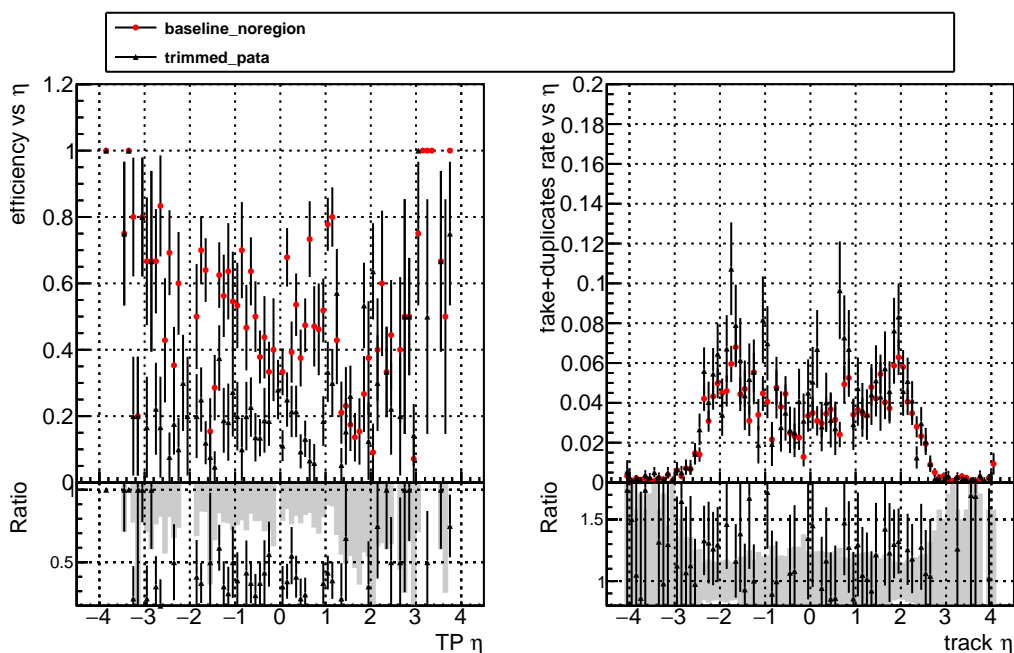 baseline_noregion
trimmed_pata
efficiency vs η
1.2
1
0.8
0.6
0.4
0.2
0
Ratio
1
0.5
−4 −3 −2 −1 0 1 2 3 4
TP η
fake+duplicates rate vs η
0.2
0.18
0.16
0.14
0.12
0.1
0.08
0.06
0.04
0.02
0
Ratio
1.5
1
−4 −3 −2 −1 0 1 2 3 4
track η